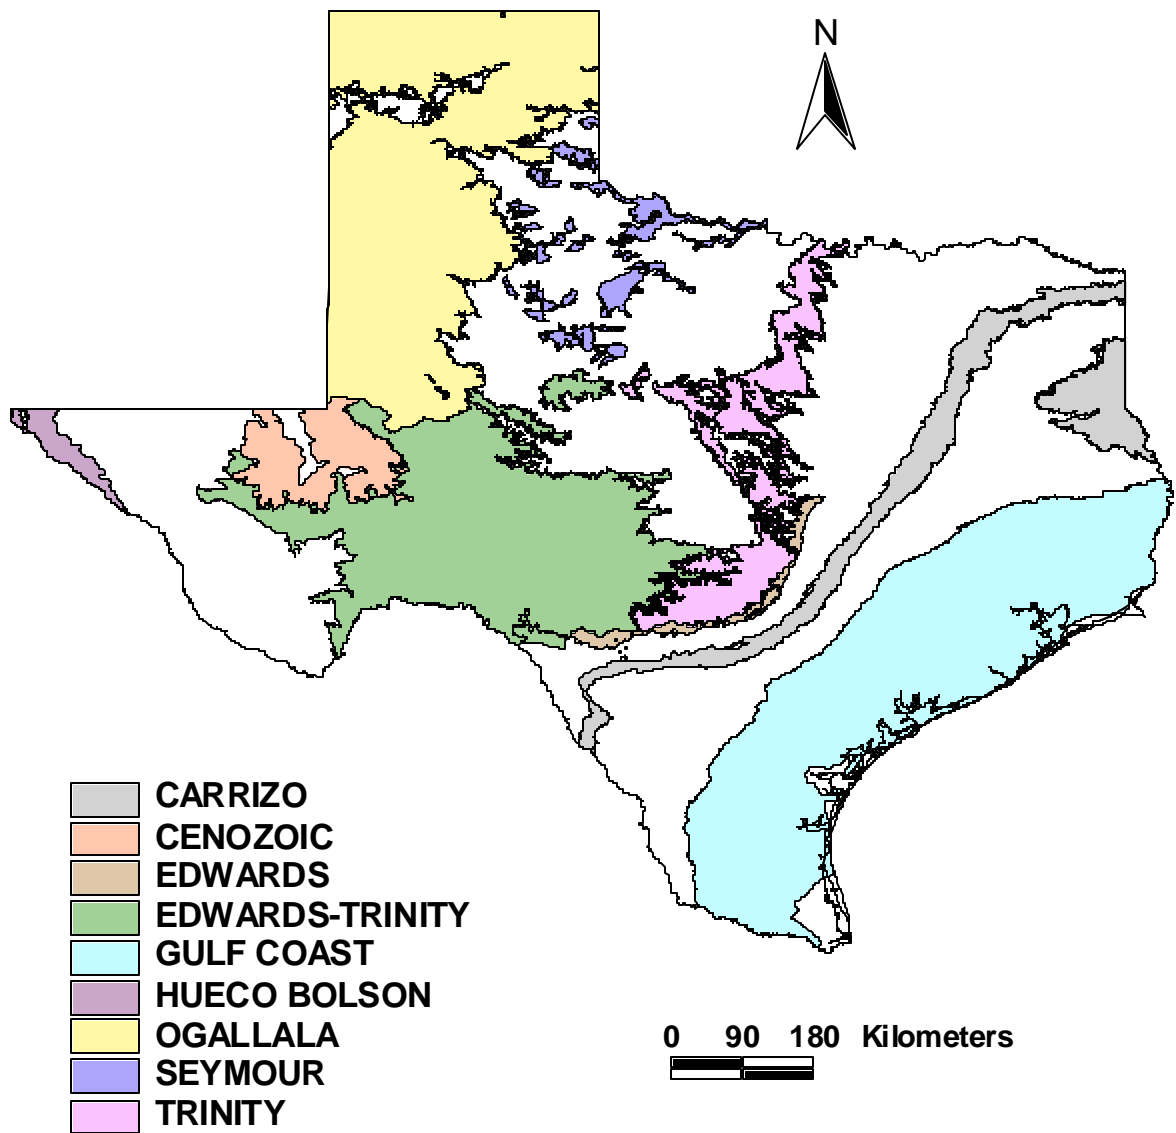 N
CARRIZO
CENOZOIC
EDWARDS
EDWARDS-TRINITY
GULF COAST
HUECO BOLSON
OGALLALA
SEYMOUR
TRINITY
0 90 180 Kilometers